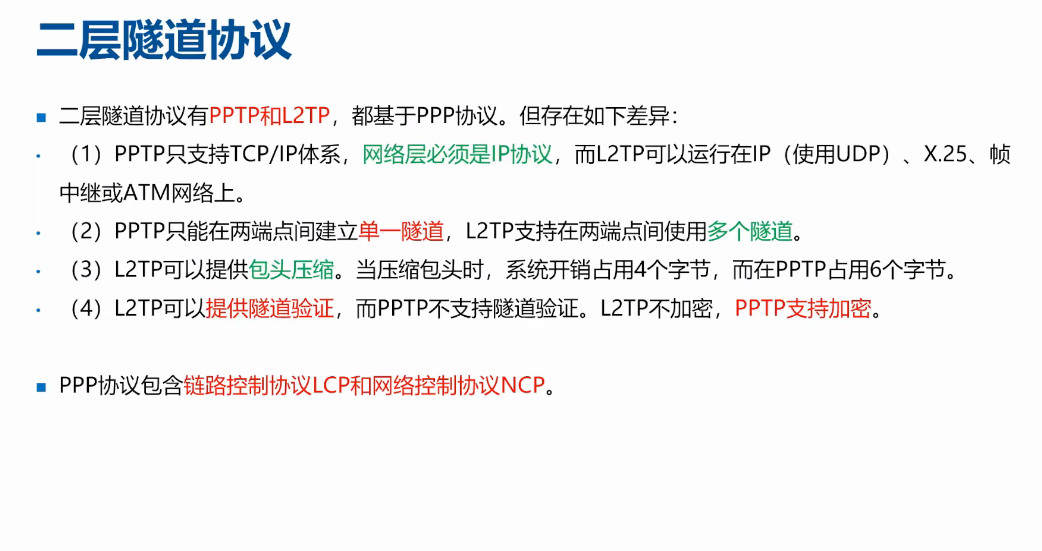 二层隧道协议
■ 二层隧道协议有PPTP和L2TP，都基于PPP协议。但存在如下差异：
· （1）PPTP只支持TCP/IP体系，网络层必须是IP协议，而L2TP可以运行在IP（使用UDP）、X.25、帧
中继或ATM网络上。
· （2）PPTP只能在两端点间建立单一隧道，L2TP支持在两端点间使用多个隧道。
· （3）L2TP可以提供包头压缩。当压缩包头时，系统开销占用4个字节，而在PPTP占用6个字节。
· （4）L2TP可以提供隧道验证，而PPTP不支持隧道验证。L2TP不加密，PPTP支持加密。
■ PPP协议包含链路控制协议LCP和网络控制协议NCP。